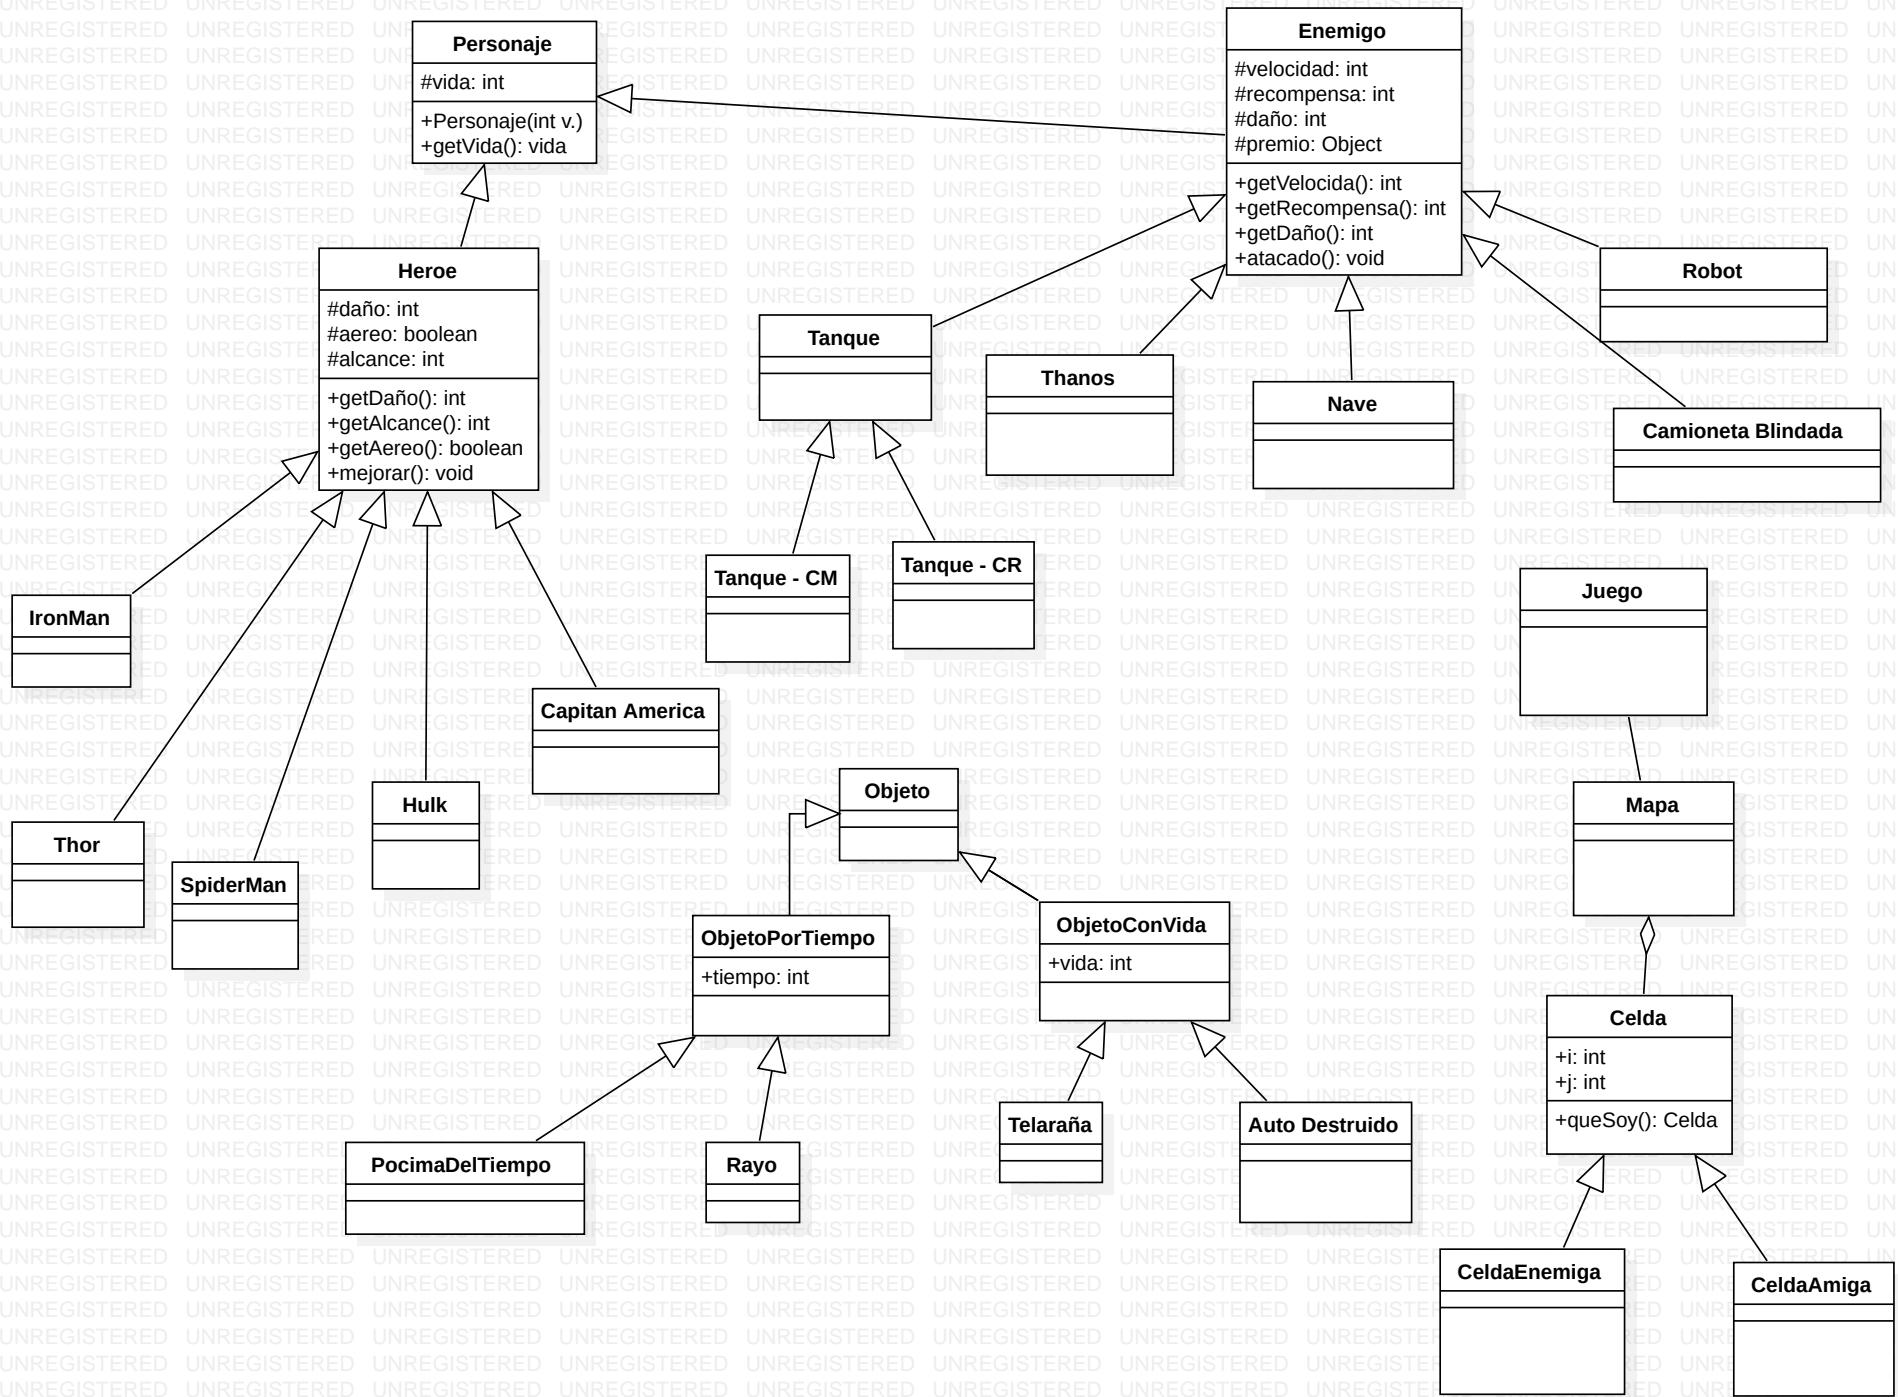 Personaje
#vida: int
+Personaje(int v.)
+getVida(): vida
Enemigo
#velocidad: int
#recompensa: int
#daño: int
#premio: Object
+getVelocida(): int
+getRecompensa(): int
+getDaño(): int
+atacado(): void
Heroe
#daño: int
#aereo: boolean
#alcance: int
+getDaño(): int
+getAlcance(): int
+getAereo(): boolean
+mejorar(): void
Robot
Tanque
Thanos
Nave
Camioneta Blindada
Tanque - CM
Tanque - CR
Juego
IronMan
Capitan America
Hulk
Thor
SpiderMan
Objeto
Mapa
ObjetoPorTiempo
+tiempo: int
ObjetoConVida
+vida: int
Celda
+i: int
+j: int
+queSoy(): Celda
PocimaDelTiempo
Rayo
Telaraña
Auto Destruido
CeldaEnemiga
CeldaAmiga
UNREGISTERED